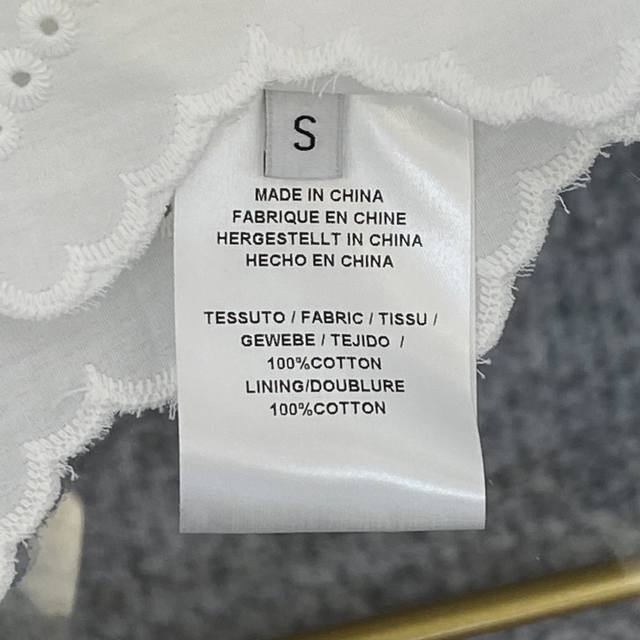 S
MADE IN CHINA
FABRIQUE EN CHINE
HERGESTELLT IN CHINA
HECHO EN CHINA
TESSUTO / FABRIC / TISSU /
GEWEBE / TEJIDO /
100%COTTON
LINING/DOUBLURE
100%COTTON